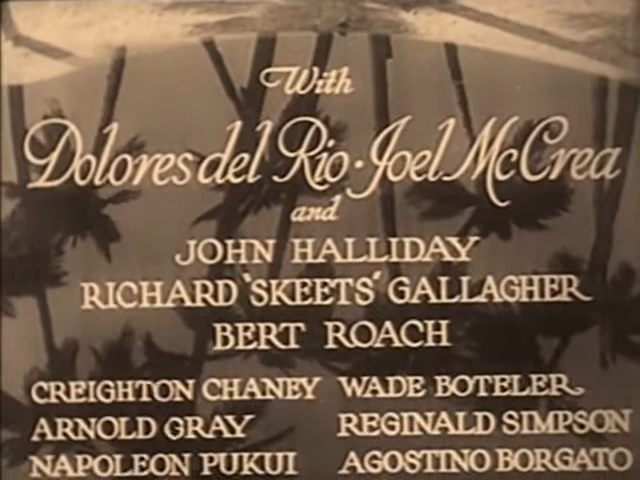 With
Dolores del Rio · Joel McCrea
and
JOHN HALLIDAY
RICHARD "SKEETS" GALLAGHER
BERT ROACH
CREIGHTON CHANEY WADE BOTELER
ARNOLD GRAY REGINALD SIMPSON
NAPOLEON PUKUI AGOSTINO BORGATO